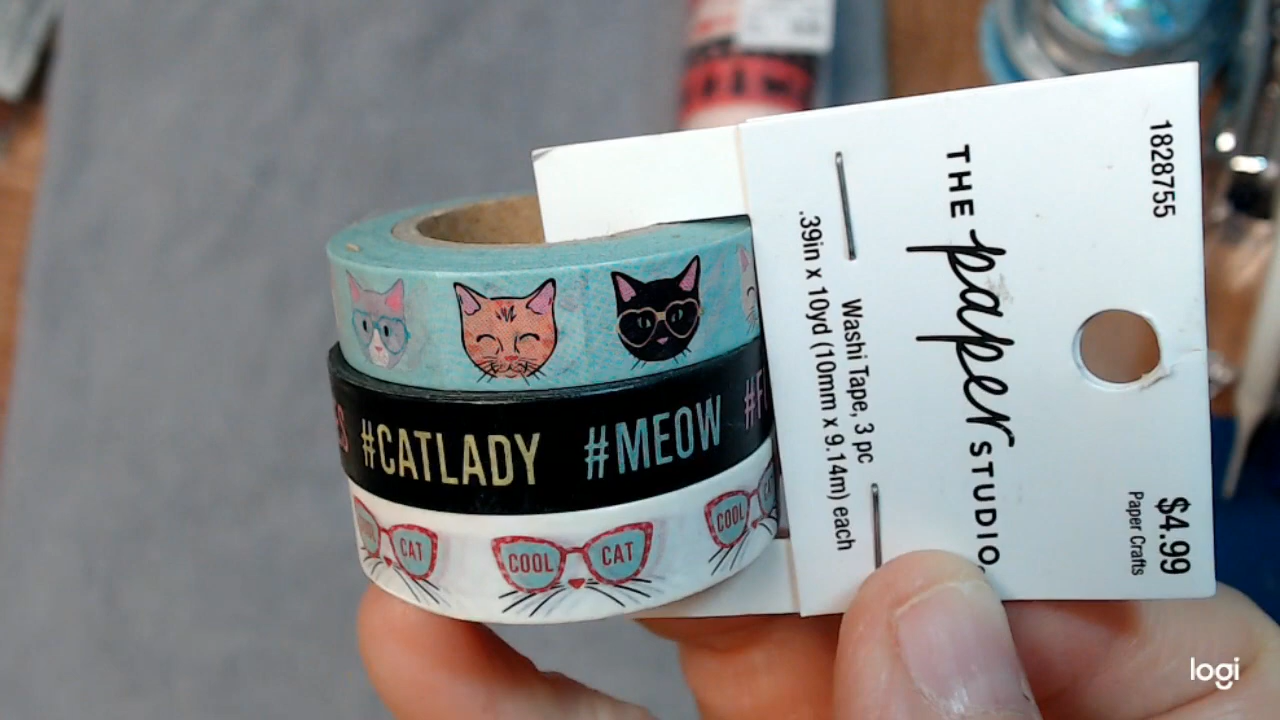 #CATLADY #MEOW
COOL CAT
COOL CAT
COOL
1828755
THE paper STUDIO
Washi Tape, 3 pc
.39in x 10yd (10mm x 9.14m) each
$4.99
Paper Crafts
logi